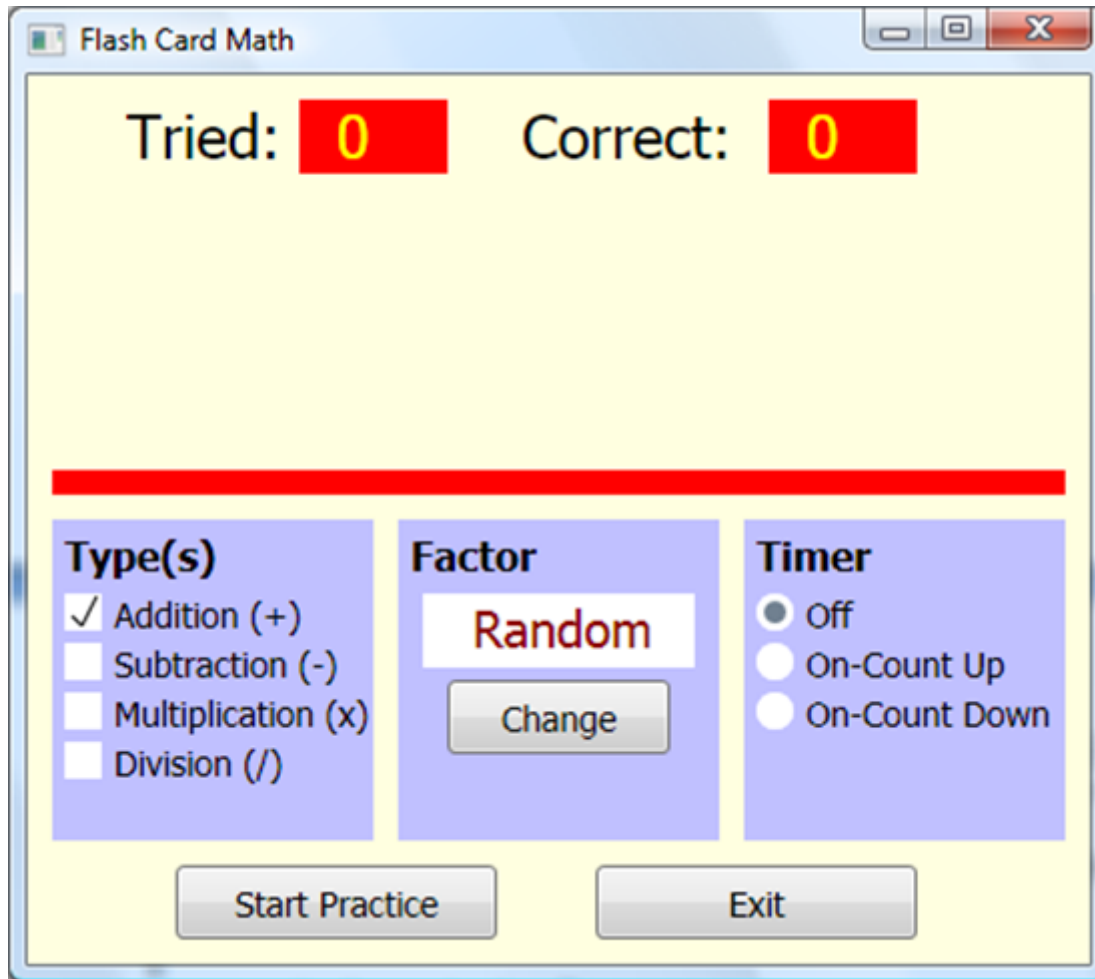 Flash Card Math
Tried: 0 Correct: 0
Type(s)
Addition (+)
Subtraction (-)
Multiplication (x)
Division (/)
Factor
Random
Change
Timer
Off
On-Count Up
On-Count Down
Start Practice
Exit